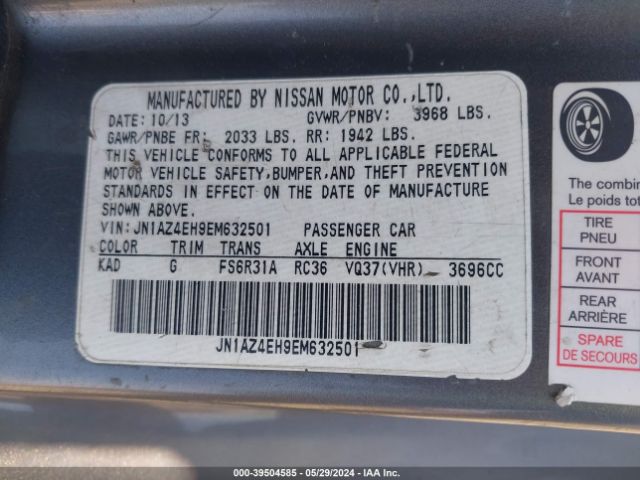 MANUFACTURED BY NISSAN MOTOR CO.,LTD.
DATE: 10/13 GVWR/PNBV: 3968 LBS.
GAWR/PNBE FR: 2033 LBS. RR: 1942 LBS.
THIS VEHICLE CONFORMS TO ALL APPLICABLE FEDERAL
MOTOR VEHICLE SAFETY,BUMPER,AND THEFT PREVENTION
STANDARDS IN EFFECT ON THE DATE OF MANUFACTURE
SHOWN ABOVE.
VIN: JN1AZ4EH9EM632501 PASSENGER CAR
COLOR TRIM TRANS AXLE ENGINE
KAD G FS6R31A RC36 VQ37(VHR) 3696CC
JN1AZ4EH9EM632501
The combin
Le poids tot
TIRE
PNEU
FRONT
AVANT
REAR
ARRIÈRE
SPARE
DE SECOURS
000-39504585 - 05/29/2024 - IAA Inc.